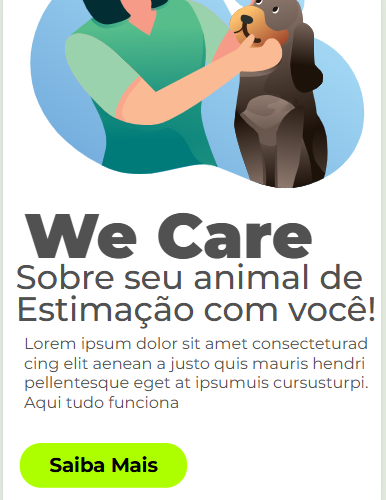 We Care
Sobre seu animal de
Estimação com você!
Lorem ipsum dolor sit amet consecteturad
cing elit aenean a justo quis mauris hendri
pellentesque eget at ipsumuis cursusturpi.
Aqui tudo funciona
Saiba Mais